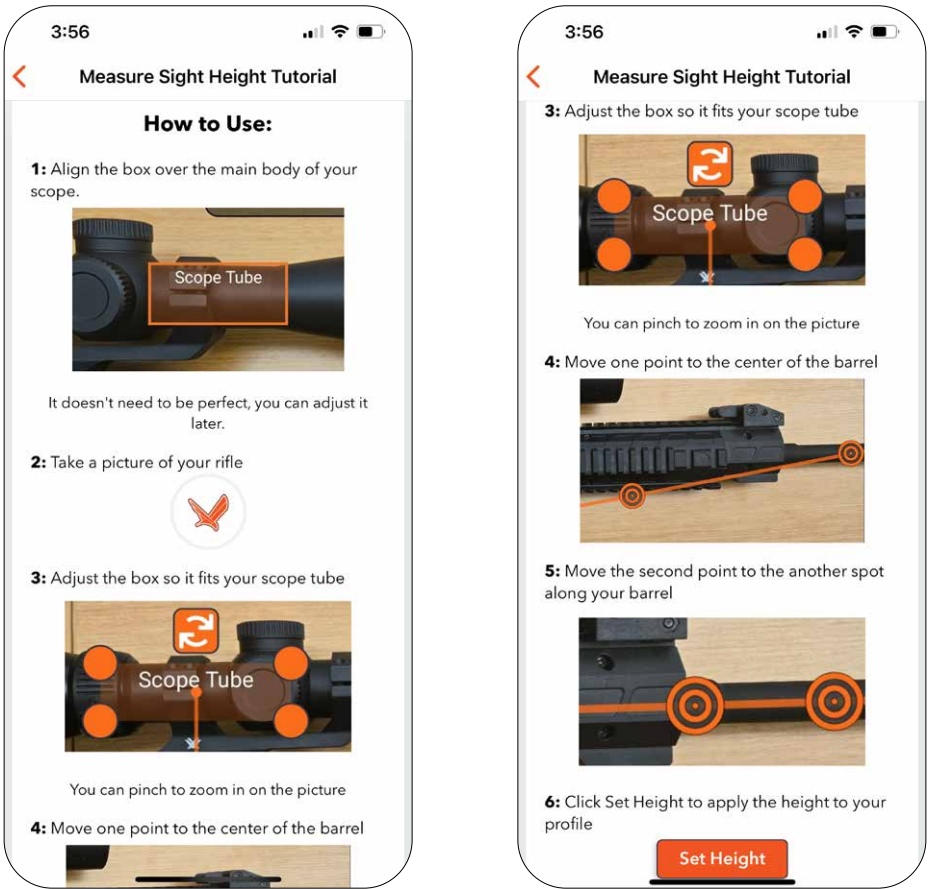 3:56
Measure Sight Height Tutorial
How to Use:
1: Align the box over the main body of your
scope.
Scope Tube
It doesn't need to be perfect, you can adjust it
later.
2: Take a picture of your rifle
3: Adjust the box so it fits your scope tube
Scope Tube
You can pinch to zoom in on the picture
4: Move one point to the center of the barrel
3:56
Measure Sight Height Tutorial
3: Adjust the box so it fits your scope tube
Scope Tube
You can pinch to zoom in on the picture
4: Move one point to the center of the barrel
5: Move the second point to the another spot
along your barrel
6: Click Set Height to apply the height to your
profile
Set Height